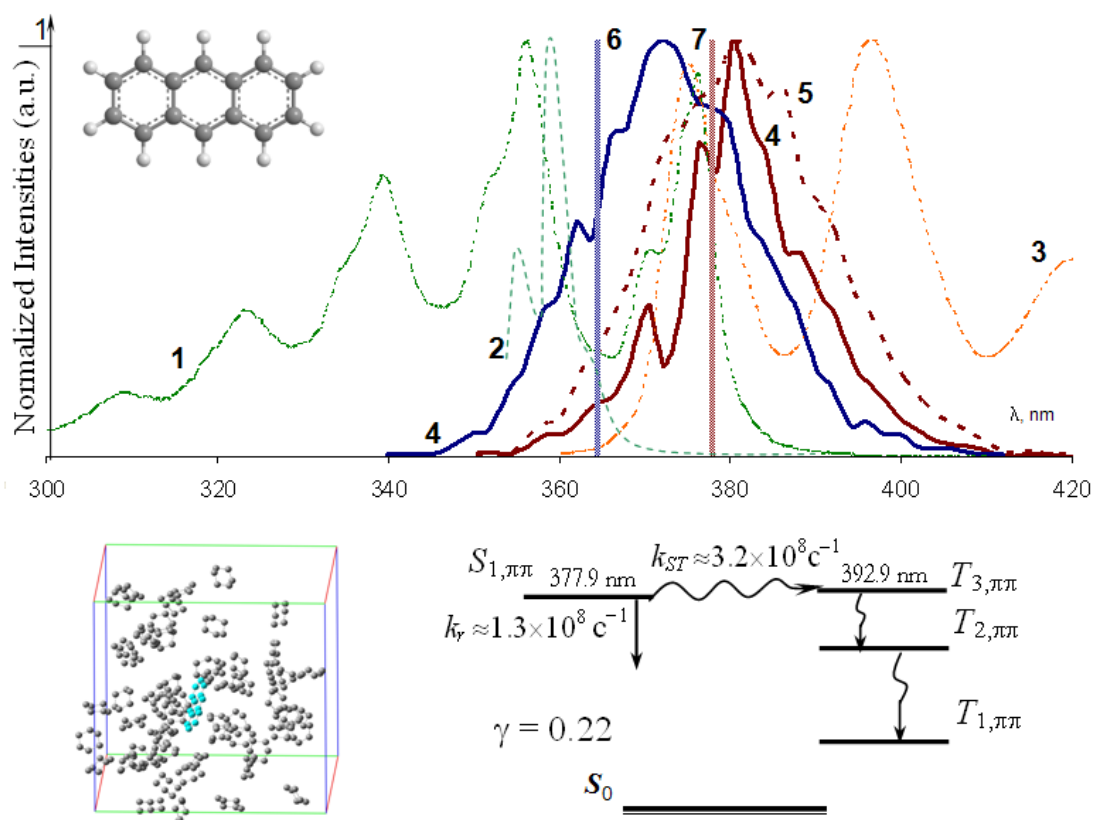 1
Normalized Intensities (a.u.)
6
7
5
4
3
2
1
4
λ, nm
300
320
340
360
380
400
420
S1,ππ
377.9 nm
kST≈3.2×10⁸c⁻¹
392.9 nm
T3,ππ
kr≈1.3×10⁸ c⁻¹
T2,ππ
γ = 0.22
T1,ππ
S0